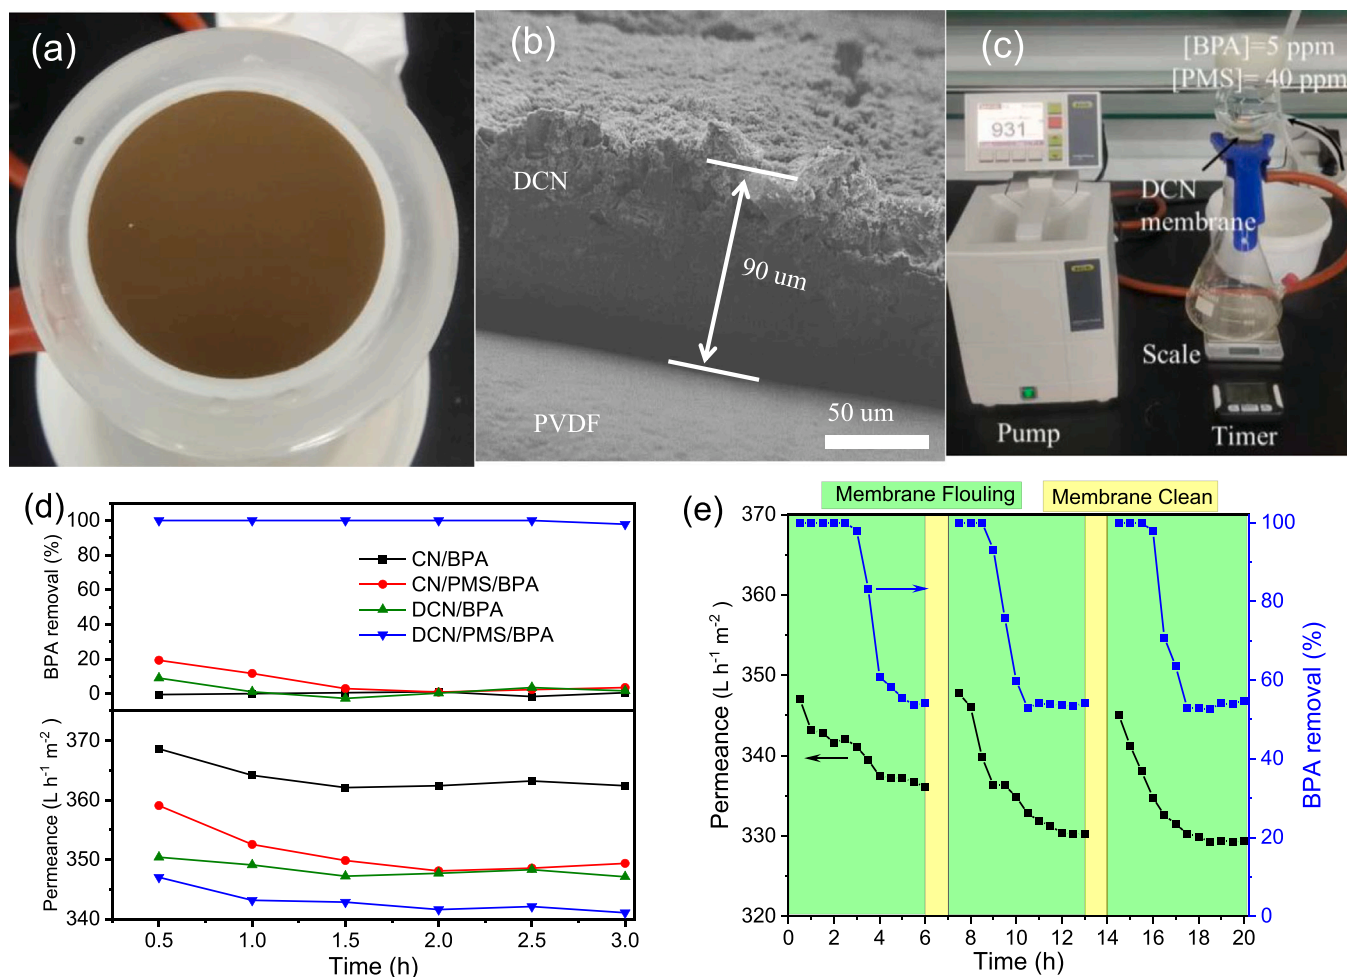 (a)
(b)
DCN
90 um
50 um
PVDF
(c)
[BPA]=5 ppm
[PMS]= 40 ppm
931
DCN
membrane
Scale
Pump
Timer
(d)
BPA removal (%)
100
80
60
40
20
0
CN/BPA
CN/PMS/BPA
DCN/BPA
DCN/PMS/BPA
Permeance (L h⁻¹ m⁻²)
370
360
350
340
0.5 1.0 1.5 2.0 2.5 3.0
Time (h)
(e)
Membrane Flouling
Membrane Clean
Permeance (L h⁻¹ m⁻²)
370
360
350
340
330
320
100
80
60
40
20
0
BPA removal (%)
0 2 4 6 8 10 12 14 16 18 20
Time (h)